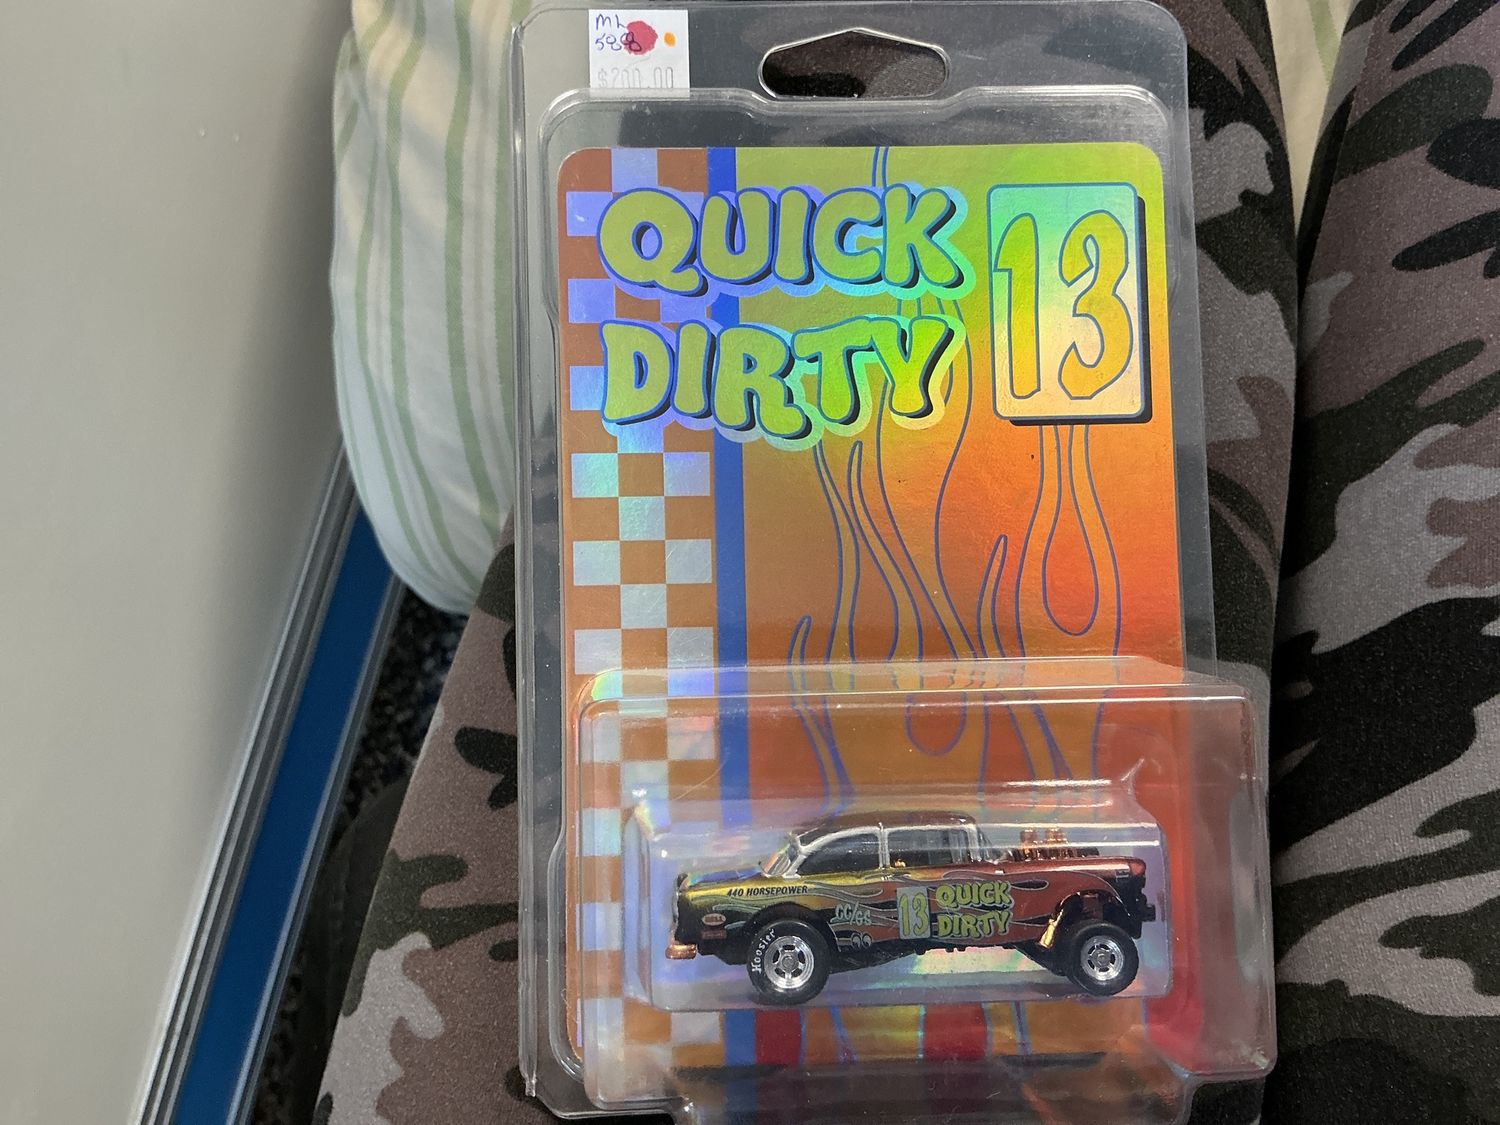 ML
588
$200.00
QUICK
DIRTY
13
440 HORSEPOWER
CC/GS
13
QUICK
DIRTY
Hoosier